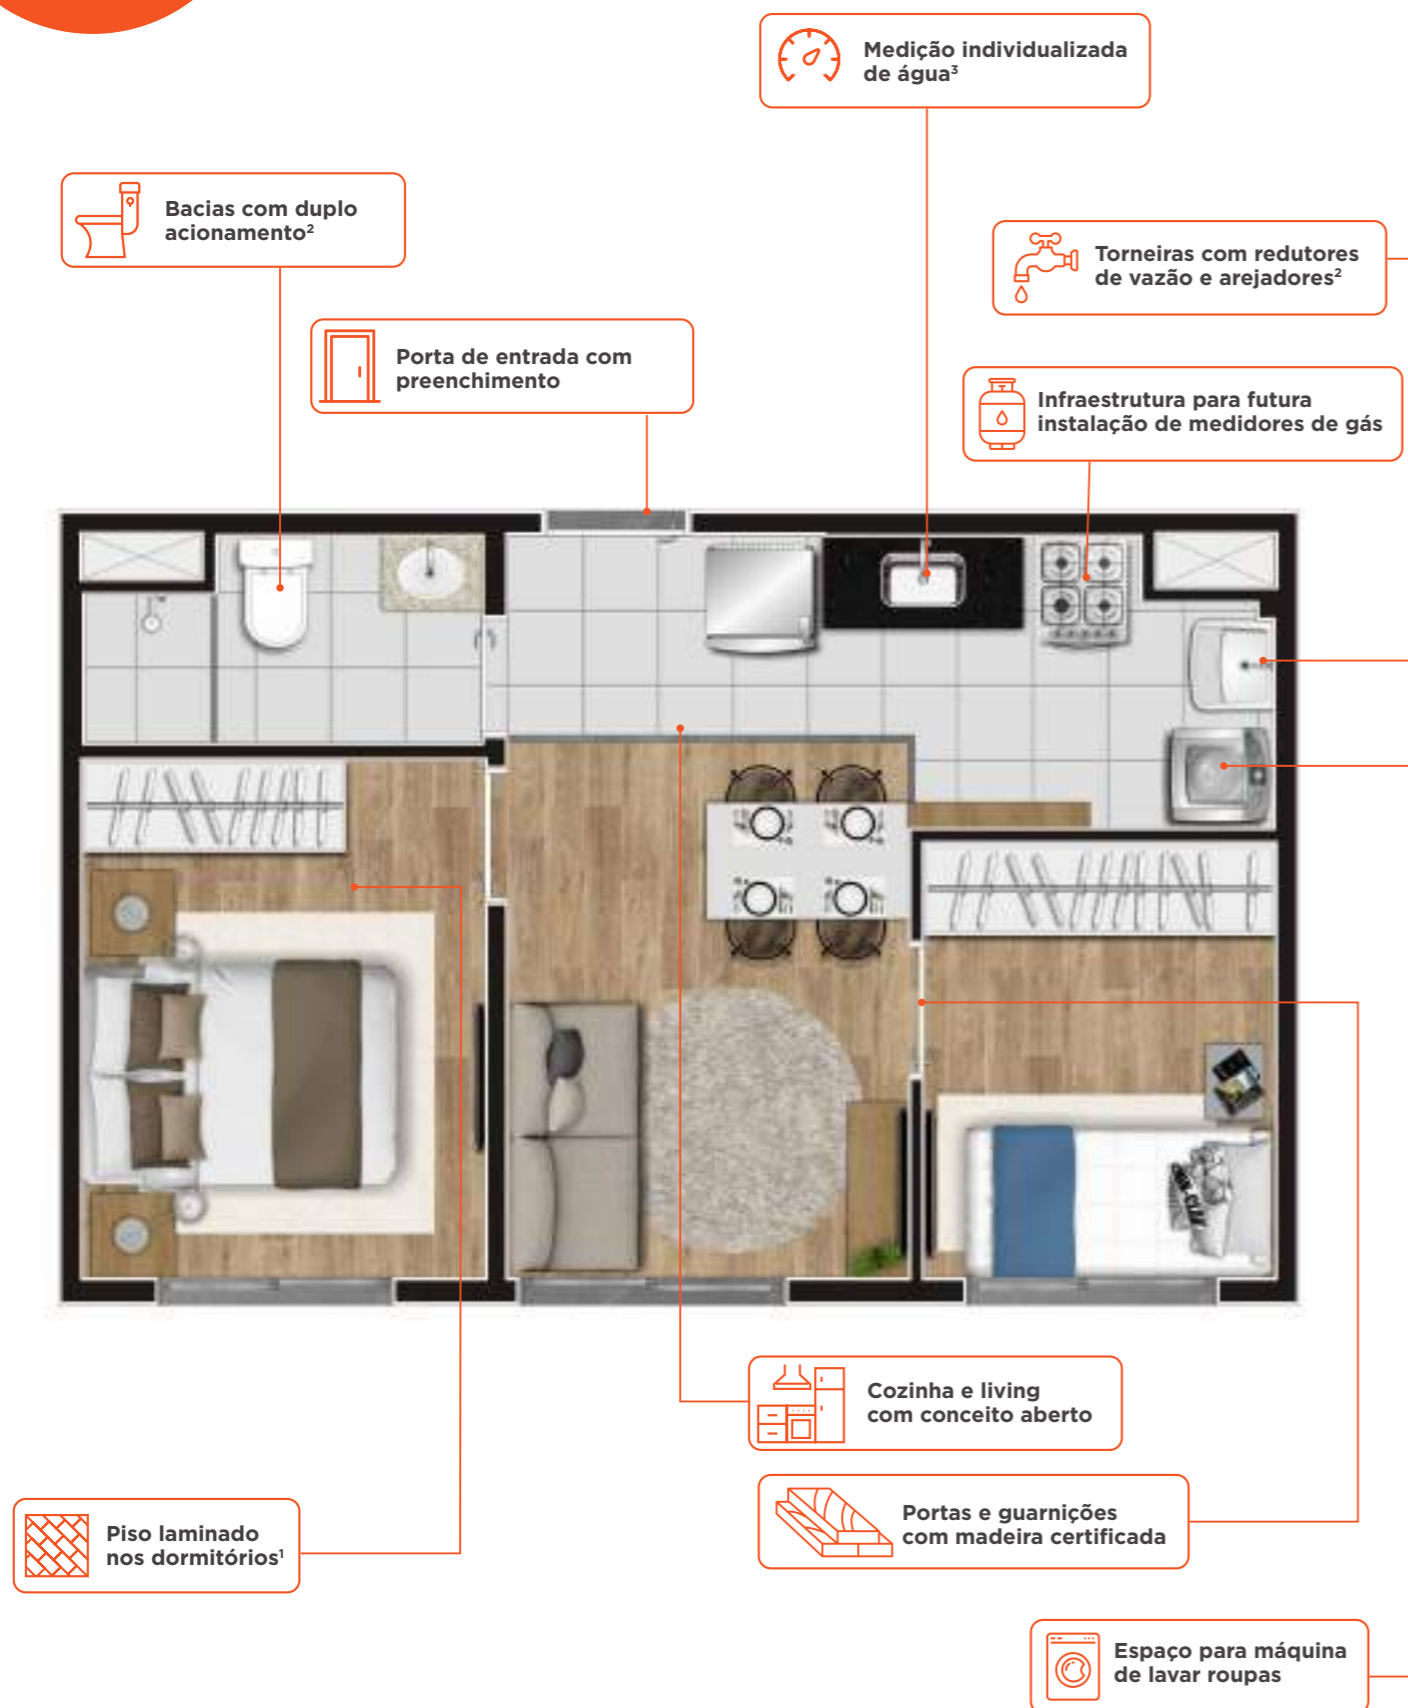 Medição individualizada
de água³
Bacias com duplo
acionamento²
Torneiras com redutores
de vazão e arejadores²
Porta de entrada com
preenchimento
Infraestrutura para futura
instalação de medidores de gás
Cozinha e living
com conceito aberto
Portas e guarnições
com madeira certificada
Piso laminado
nos dormitórios¹
Espaço para máquina
de lavar roupas